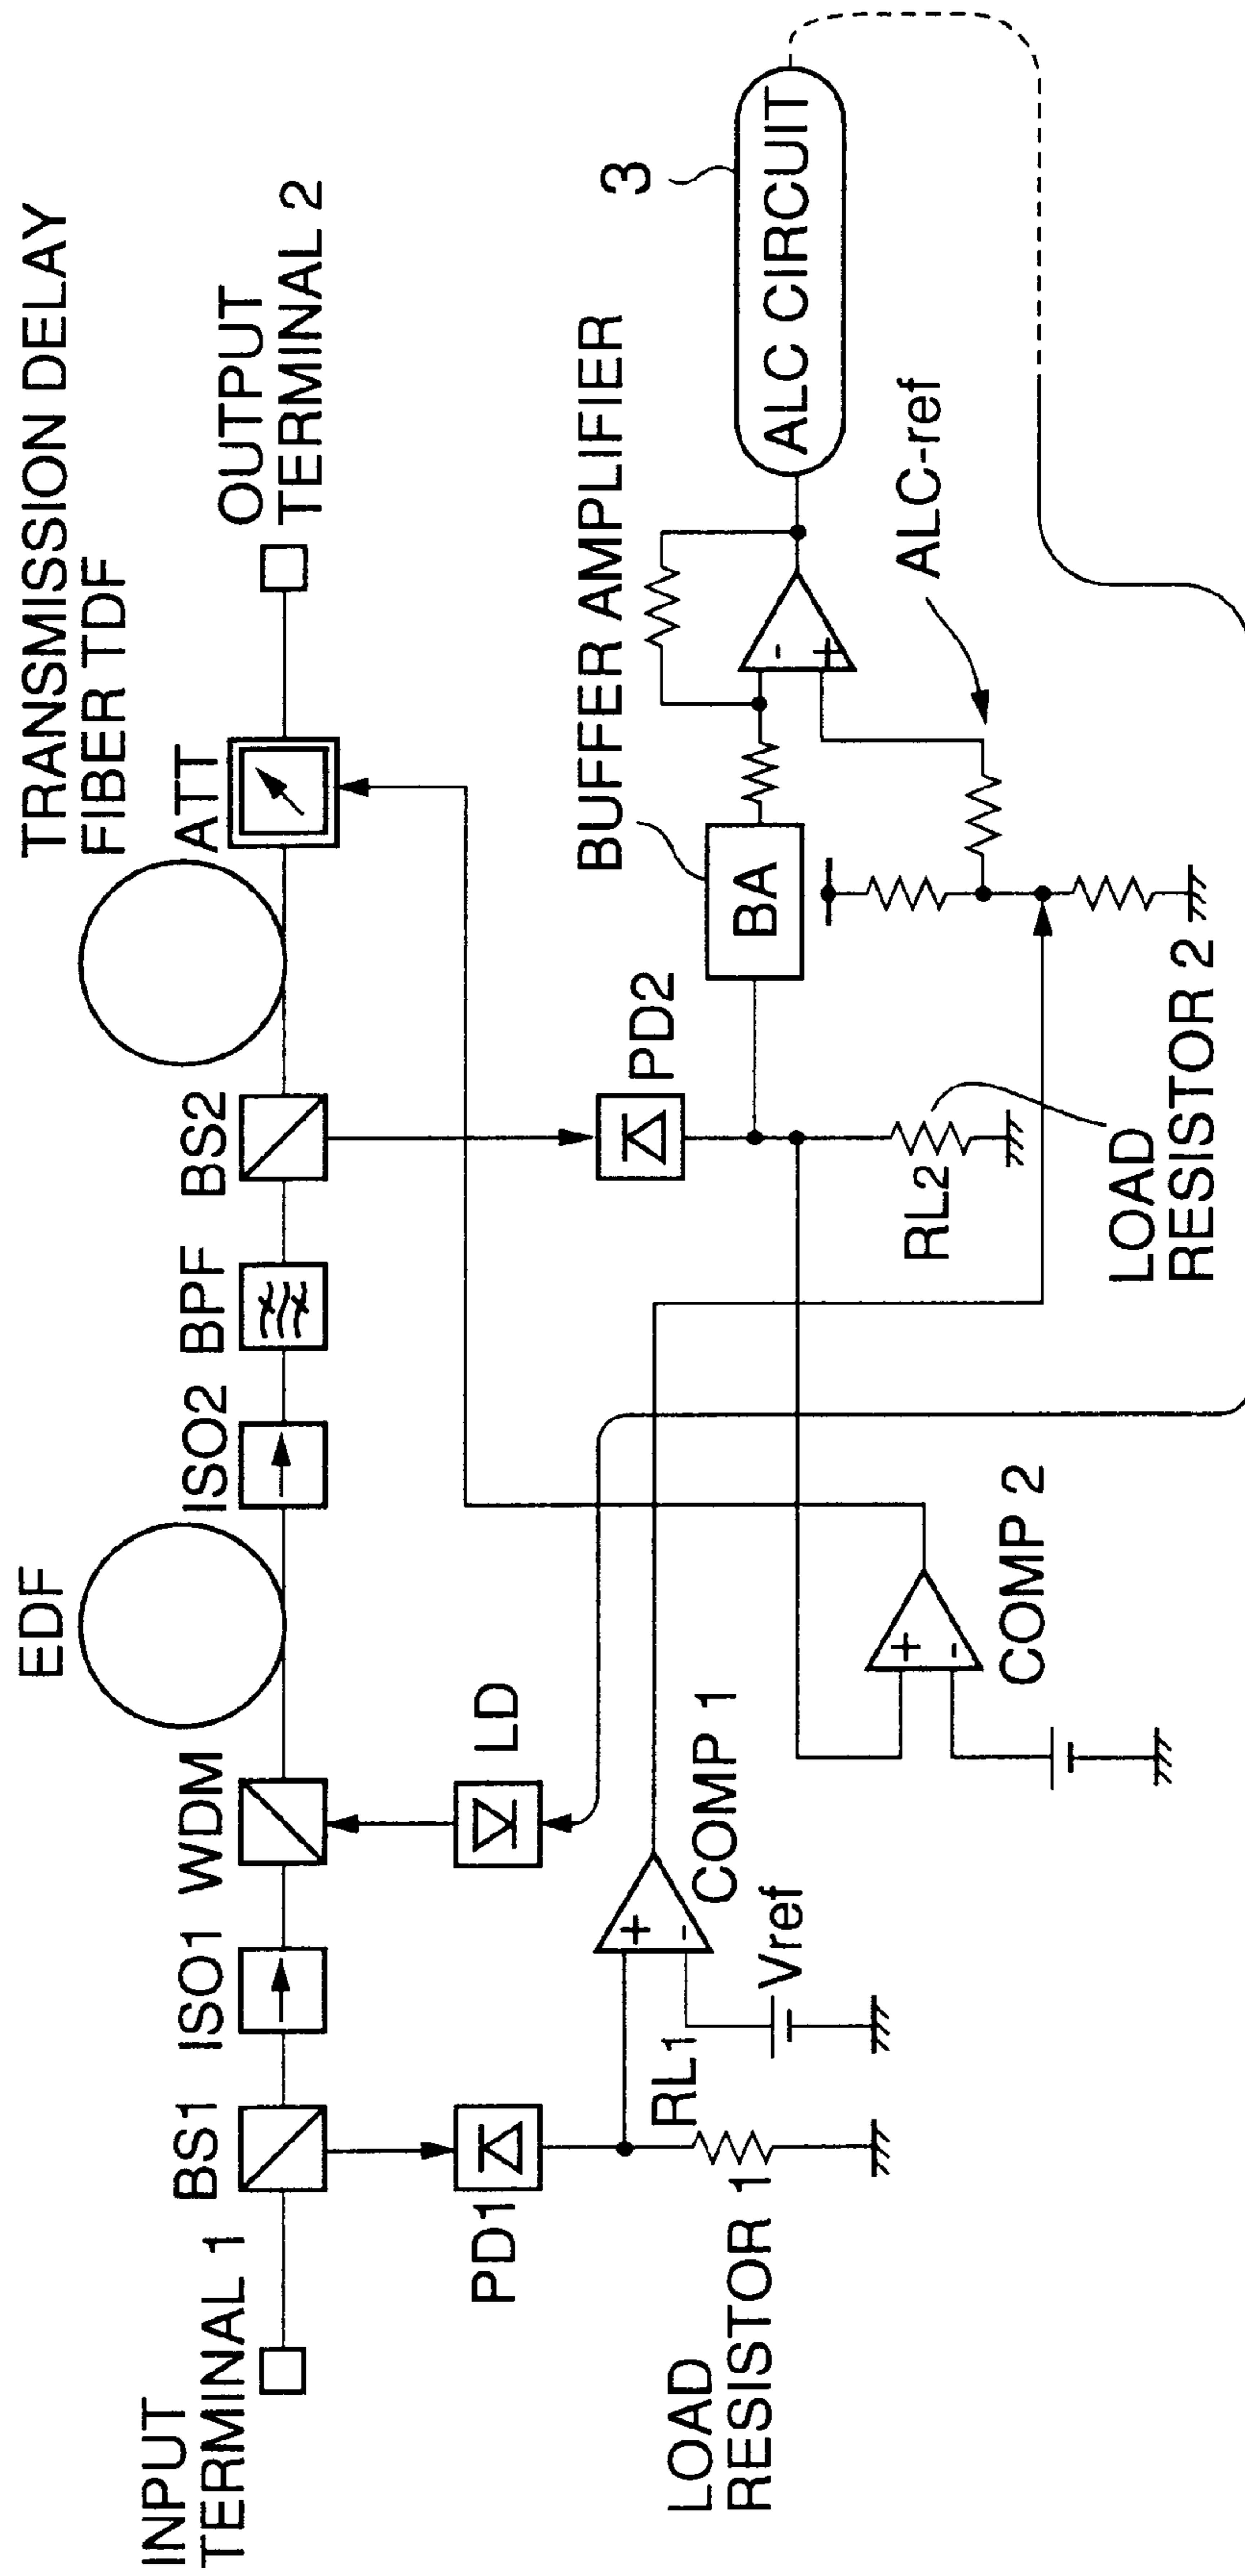 TRANSMISSION DELAY
FIBER TDF
EDF
INPUT
TERMINAL 1
BS1
ISO1
WDM
ISO2
BPF
BS2
ATT
OUTPUT
TERMINAL 2
PD1
LD
PD2
BUFFER AMPLIFIER
BA
3
ALC CIRCUIT
-
+
ALC-ref
LOAD
RESISTOR 1
RL1
+
-
COMP 1
Vref
+
-
COMP 2
RL2
LOAD
RESISTOR 2